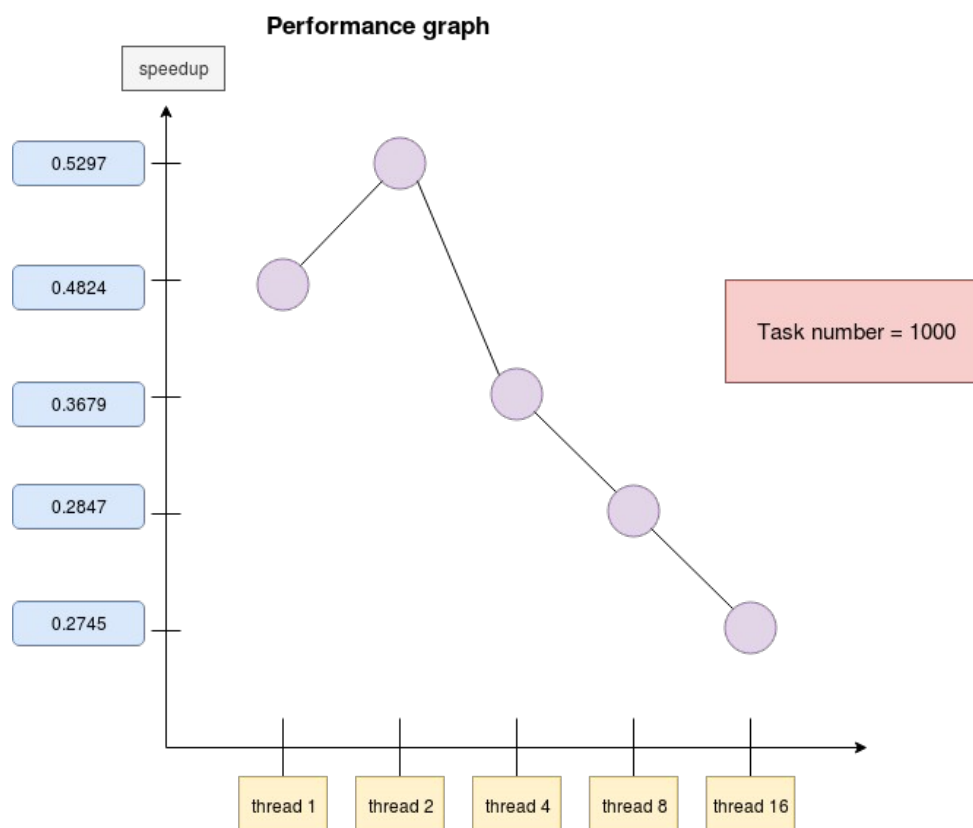 Performance graph
speedup
0.5297
0.4824
0.3679
0.2847
0.2745
Task number = 1000
thread 1
thread 2
thread 4
thread 8
thread 16